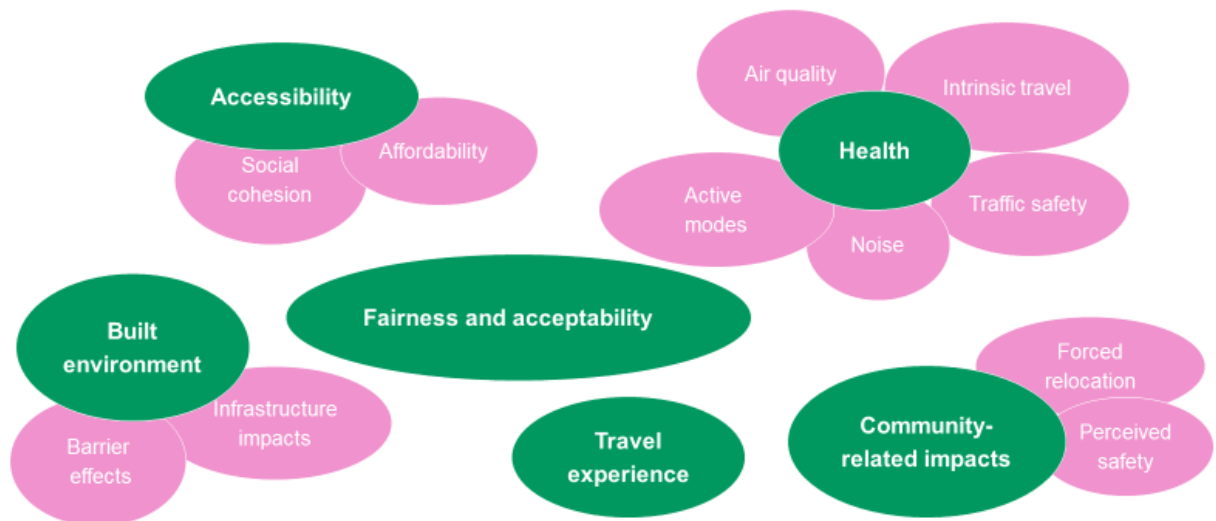 Accessibility
Social
cohesion
Affordability
Air quality
Intrinsic travel
Health
Active
modes
Noise
Traffic safety
Fairness and acceptability
Built
environment
Infrastructure
impacts
Barrier
effects
Travel
experience
Community-
related impacts
Forced
relocation
Perceived
safety